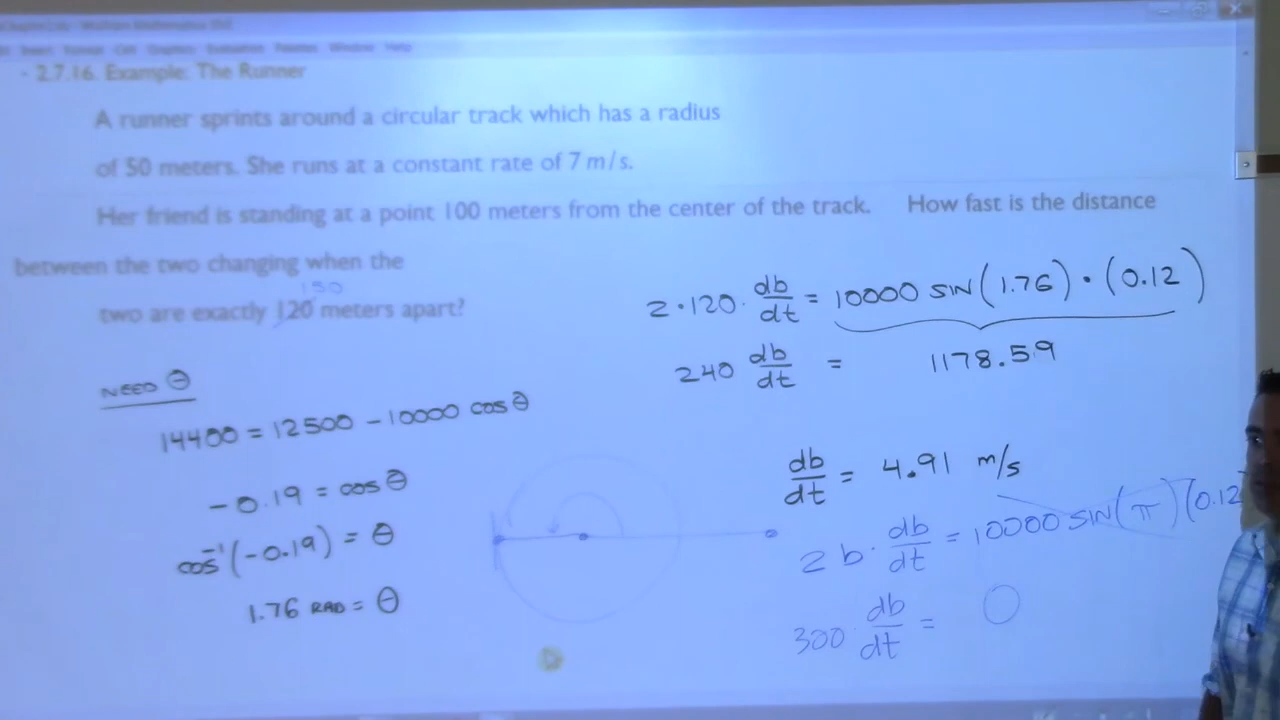 Window Help
2.7.16. Example: The Runner
A runner sprints around a circular track which has a radius
of 50 meters. She runs at a constant rate of 7 m/s.
Her friend is standing at a point 100 meters from the center of the track. How fast is the distance
between the two changing when the
150
two are exactly 120 meters apart?
NEED θ
14400 = 12500 - 10000 cos θ
-0.19 = cos θ
cos⁻¹(-0.19) = θ
1.76 RAD = θ
2·120· db/dt = 10000 SIN(1.76)·(0.12)
240 db/dt = 1178.59
db/dt = 4.91 m/s
2b· db/dt = 10000 SIN(π)(0.12
300· db/dt = 0